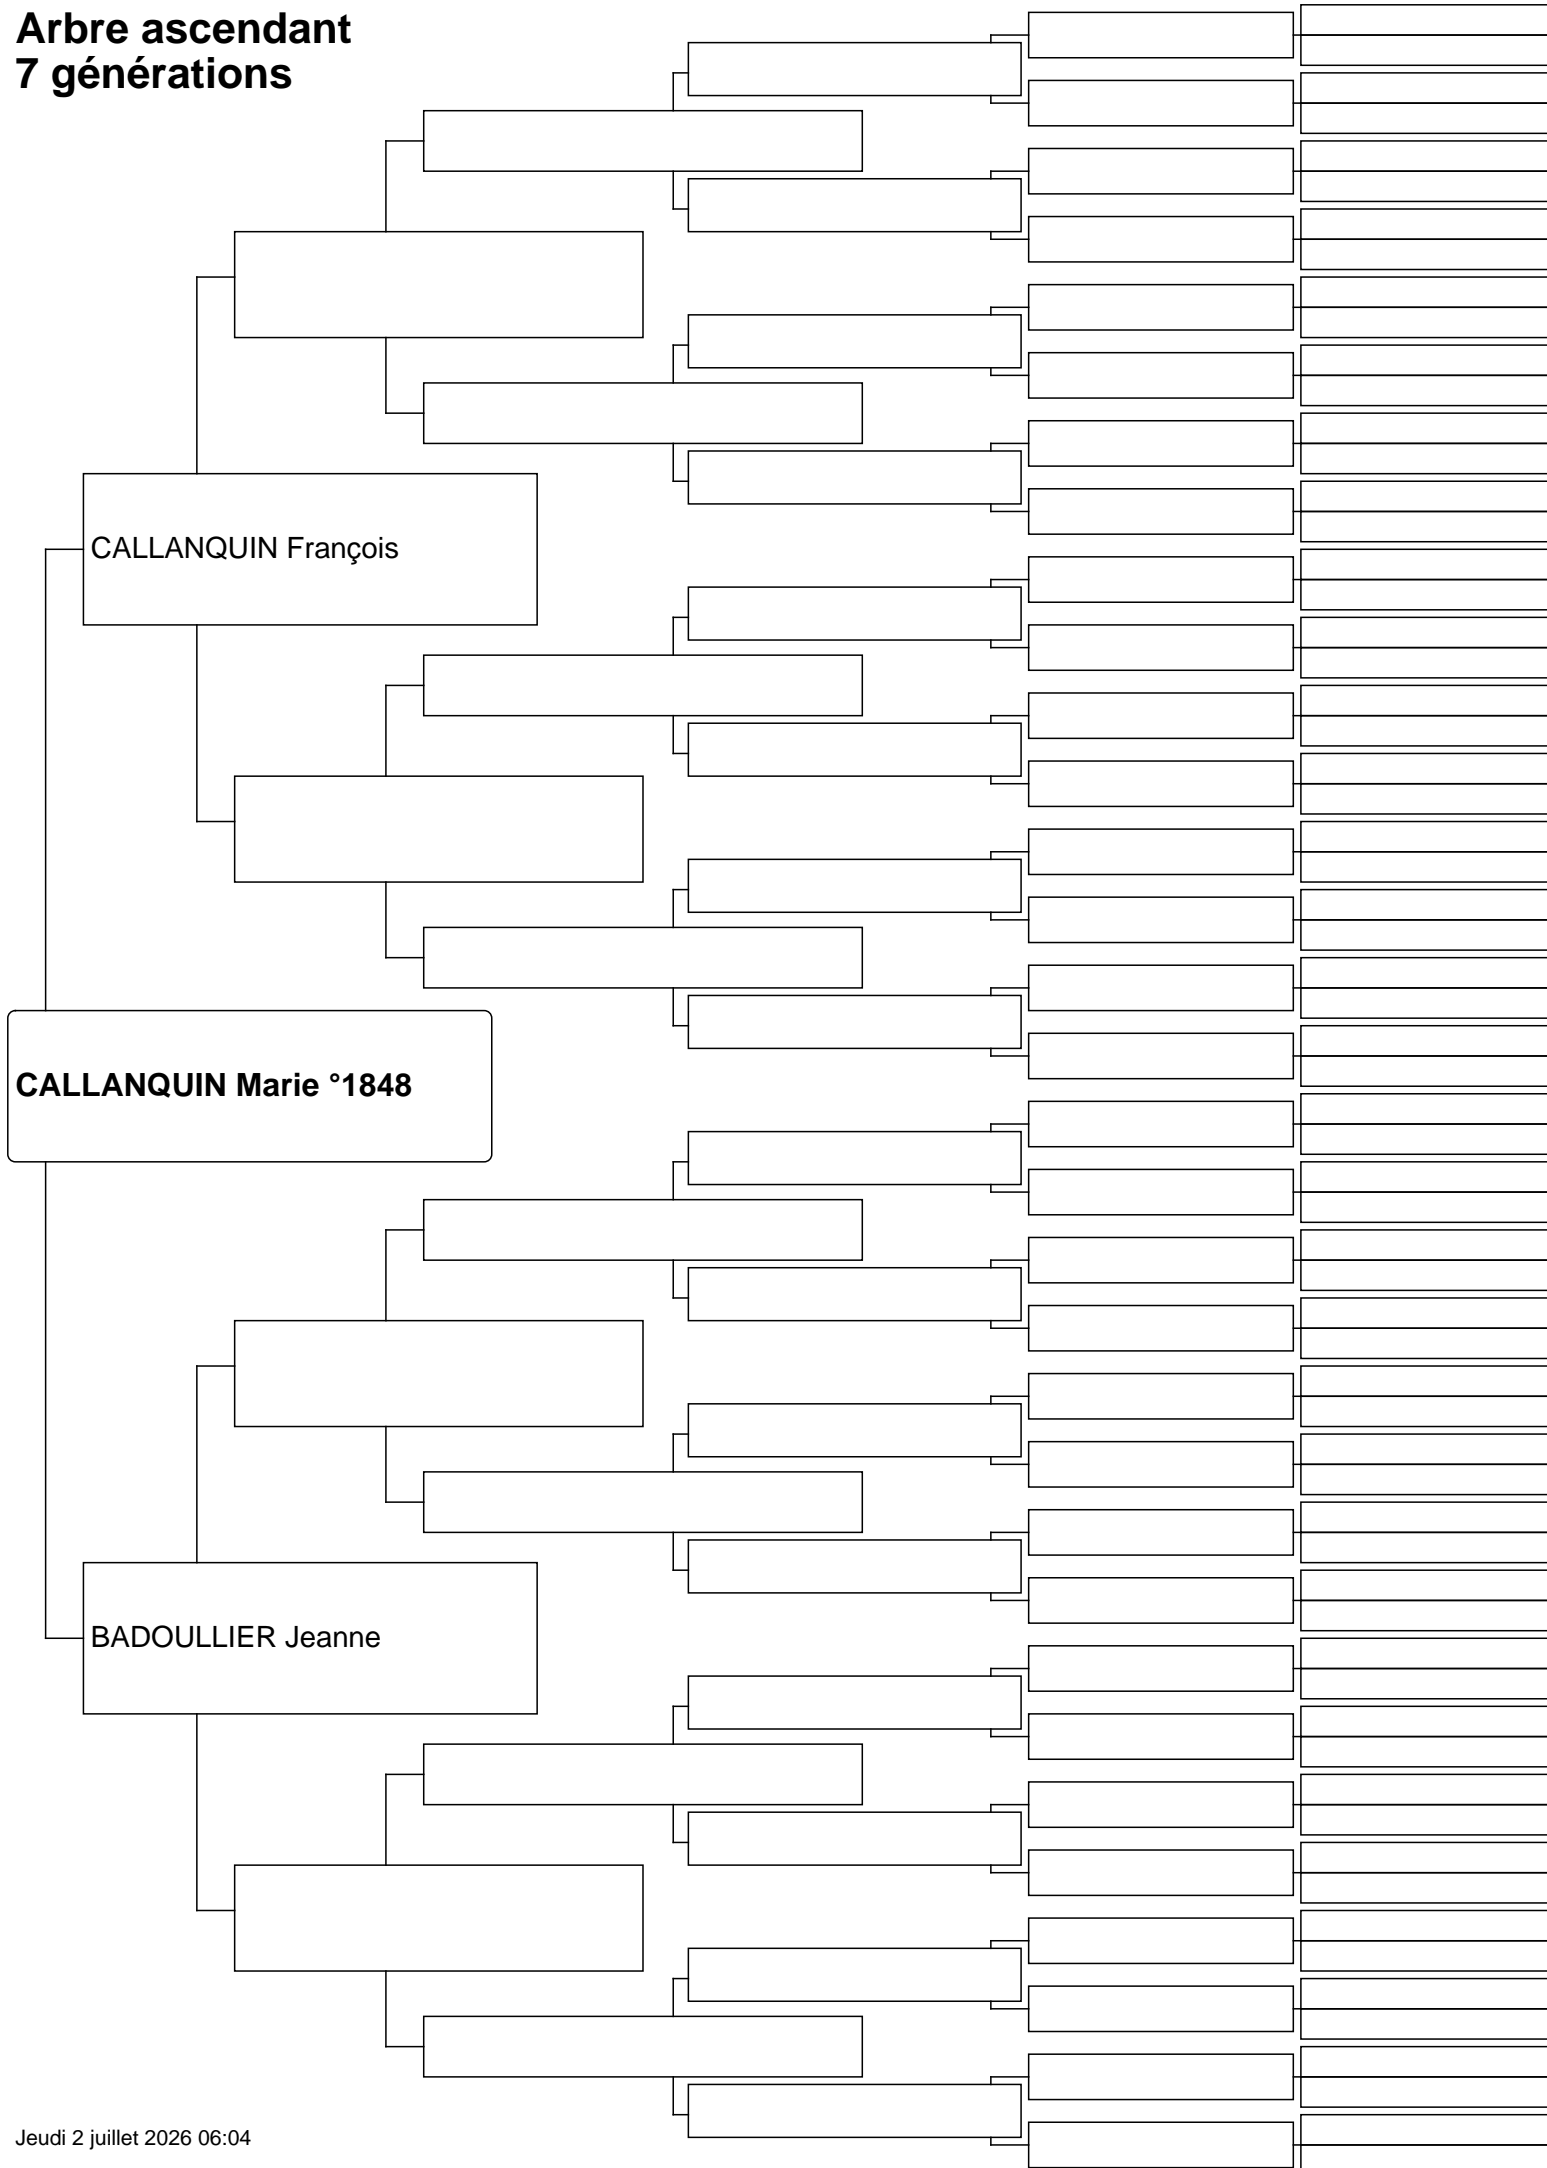 Arbre ascendant
7 générations
CALLANQUIN François
CALLANQUIN Marie °1848
BADOULLIER Jeanne
Jeudi 2 juillet 2026 06:04